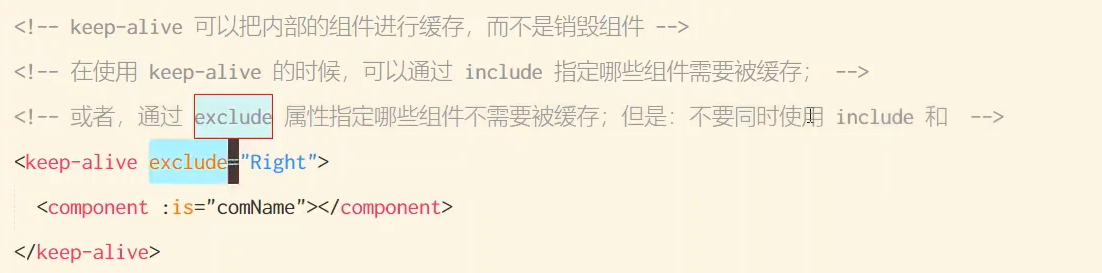 <!-- keep-alive 可以把内部的组件进行缓存，而不是销毁组件 -->
<!-- 在使用 keep-alive 的时候，可以通过 include 指定哪些组件需要被缓存； -->
<!-- 或者，通过 exclude 属性指定哪些组件不需要被缓存；但是：不要同时使用 include 和  -->
<keep-alive exclude="Right">
  <component :is="comName"></component>
</keep-alive>